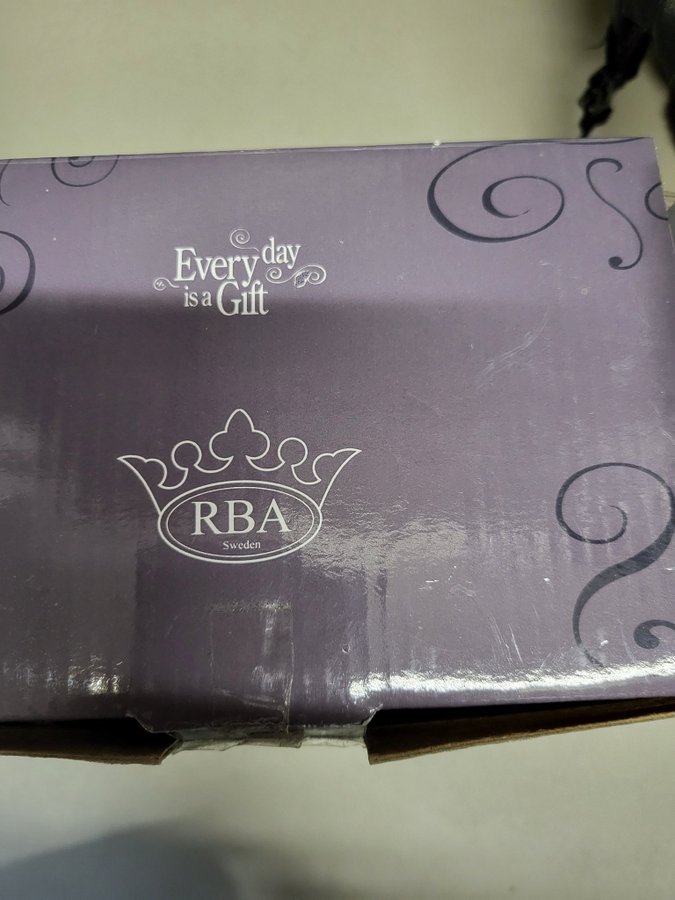 Every day
is a Gift
RBA
Sweden